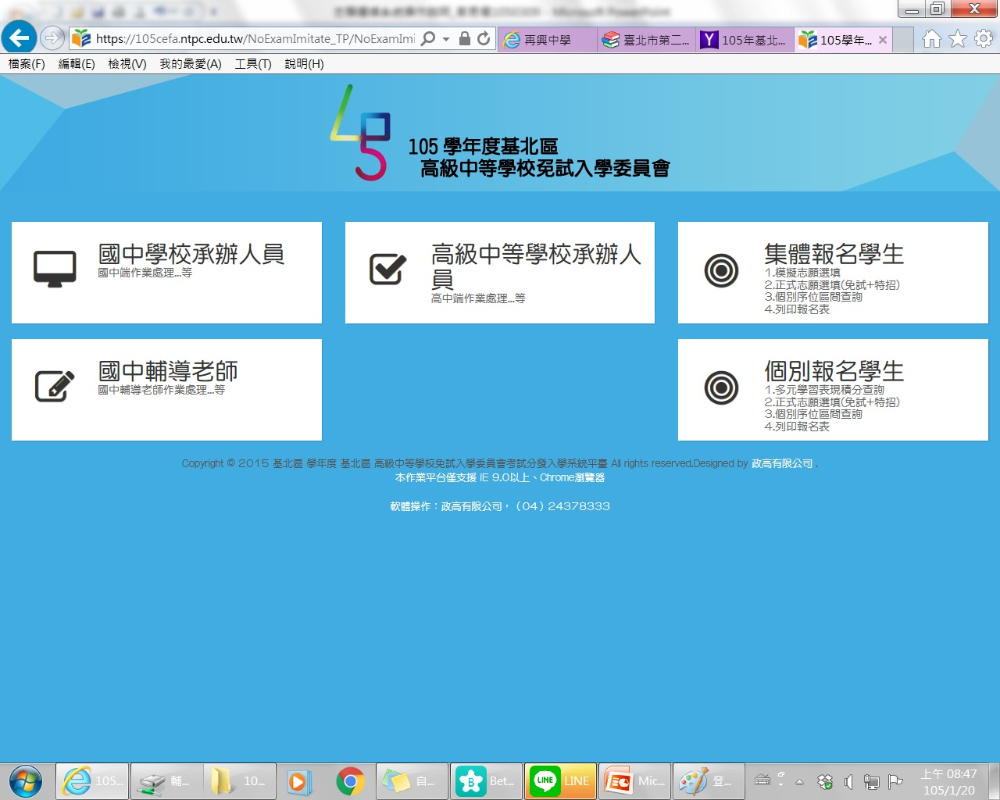 https://105cefa.ntpc.edu.tw/NoExamImitate_TP/NoExamImi
再興中學
臺北市第二...
105年基北...
105學年...
檔案(F) 編輯(E) 檢視(V) 我的最愛(A) 工具(T) 說明(H)
105 學年度基北區
高級中等學校免試入學委員會
國中學校承辦人員
國中端作業處理...等
高級中等學校承辦人
員
高中端作業處理...等
集體報名學生
1.模擬志願選填
2.正式志願選填(免試+特招)
3.個別序位區間查詢
4.列印報名表
國中輔導老師
國中輔導老師作業處理...等
個別報名學生
1.多元學習表現積分查詢
2.正式志願選填(免試+特招)
3.個別序位區間查詢
4.列印報名表
Copyright © 2015 基北區 學年度 基北區 高級中等學校免試入學委員會考試分發入學系統平臺 All rights reserved.Designed by 政高有限公司 .
本作業平台僅支援 IE 9.0以上、Chrome瀏覽器
軟體操作：政高有限公司，（04）24378333
105...
輔...
10...
自...
Bet...
LINE
LINE
Mic...
登...
上午 08:47
105/1/20